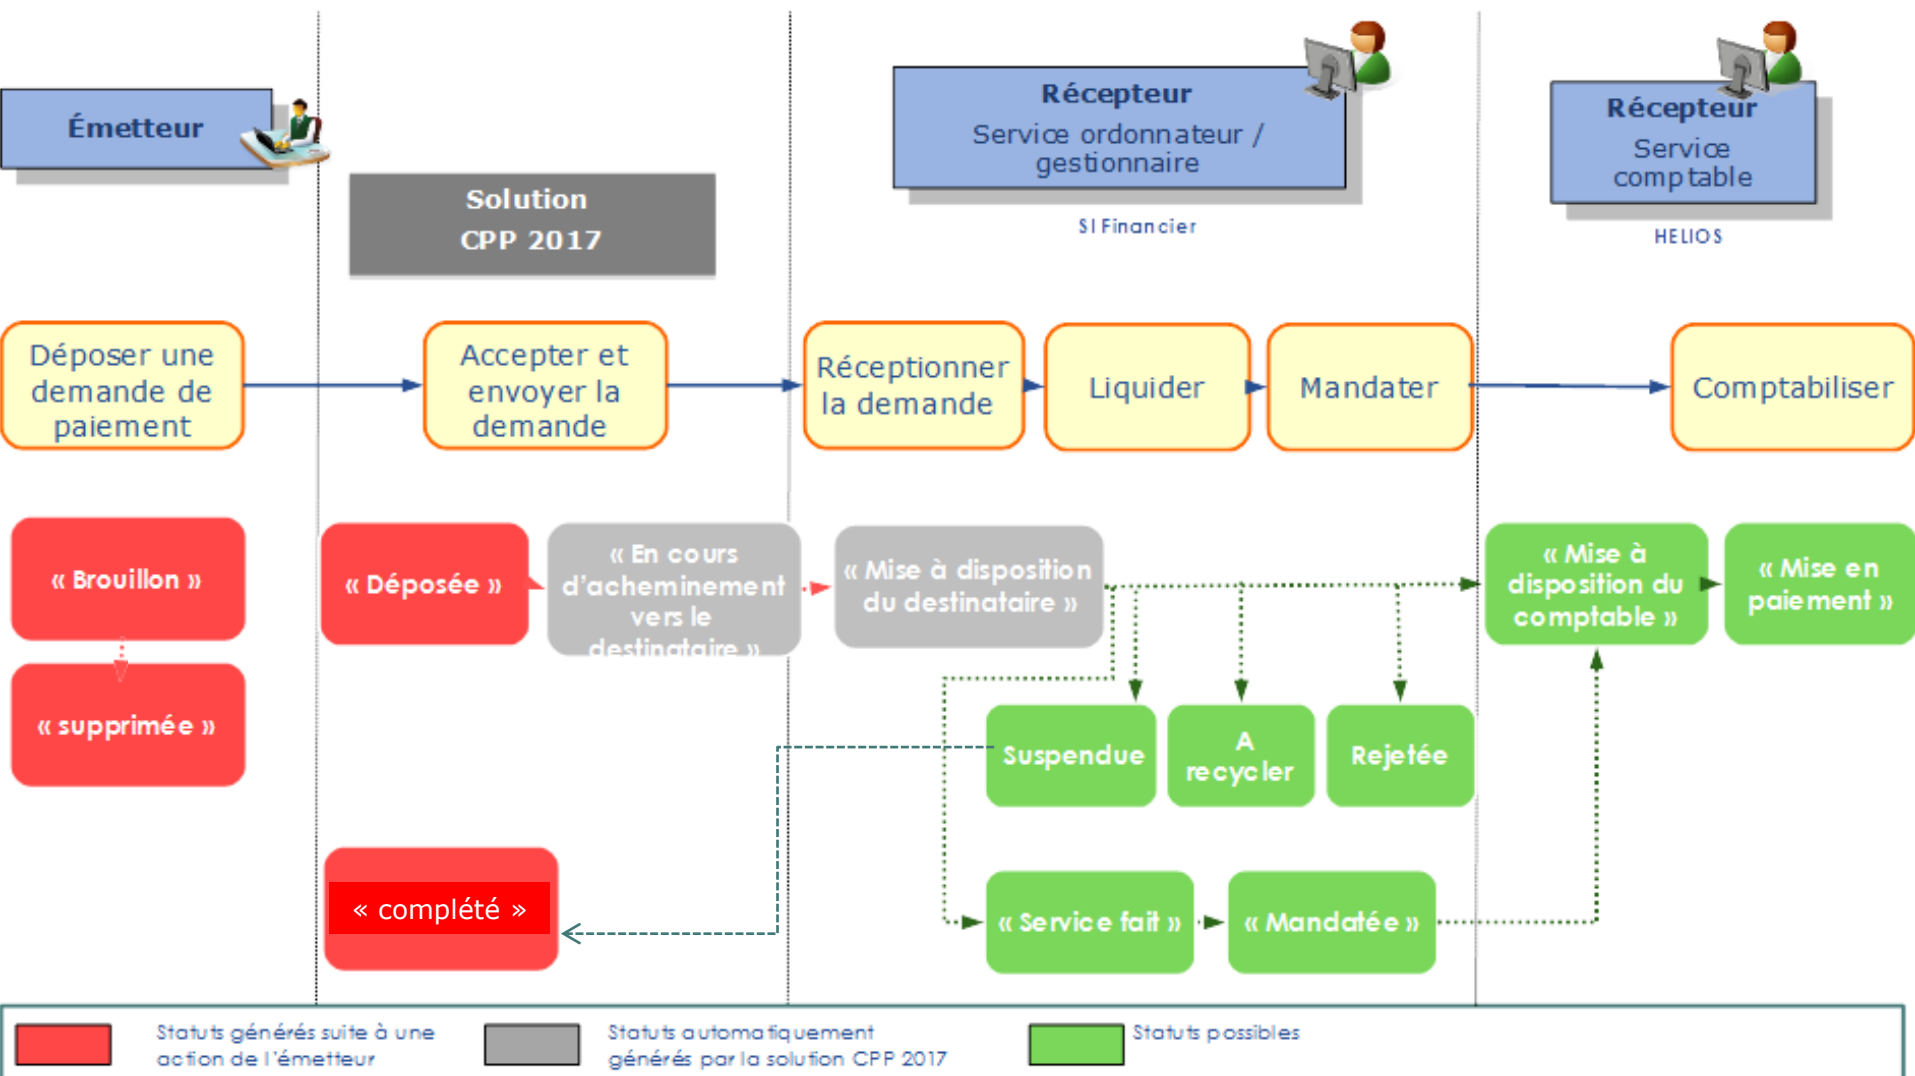 Émetteur
Solution
CPP 2017
Récepteur
Service ordonnateur /
gestionnaire
SI Financier
Récepteur
Service
comptable
HELIOS
Déposer une
demande de
paiement
Accepter et
envoyer la
demande
Réceptionner
la demande
Liquider
Mandater
Comptabiliser
« Brouillon »
« supprimée »
« Déposée »
« En cours
d’acheminement
vers le
destinataire »
« Mise à disposition
du destinataire »
« Mise à
disposition du
comptable »
« Mise en
paiement »
Suspendue
A
recycler
Rejetée
« complété »
« Service fait »
« Mandatée »
Statuts générés suite à une
action de l’émetteur
Statuts automatiquement
générés par la solution CPP 2017
Statuts possibles